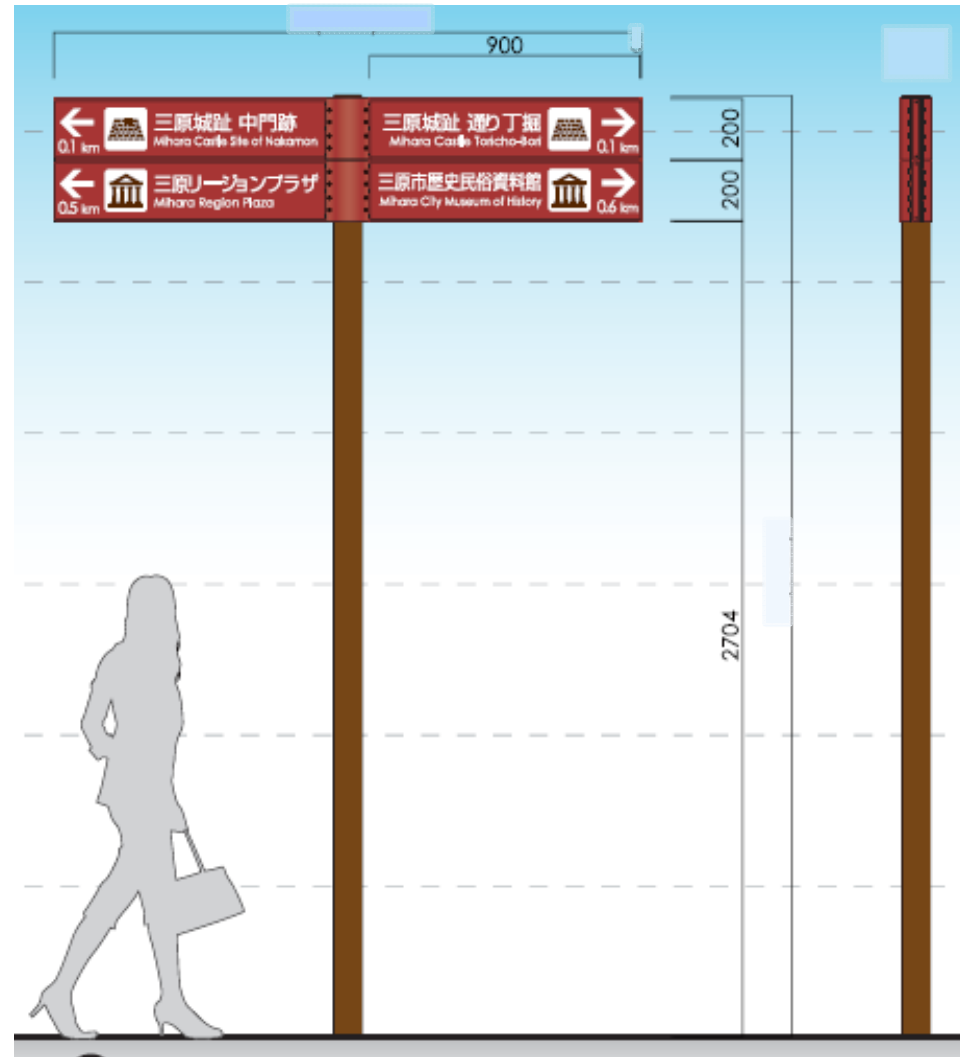 900
三原城趾 中門跡
Mihara Castle Site of Nakamon
0.1 km
三原城趾 通り丁掘
Mihara Castle Toricho-Bori
0.1 km
200
三原リージョンプラザ
Mihara Region Plaza
0.5 km
三原市歴史民俗資料館
Mihara City Museum of History
0.6 km
200
2704